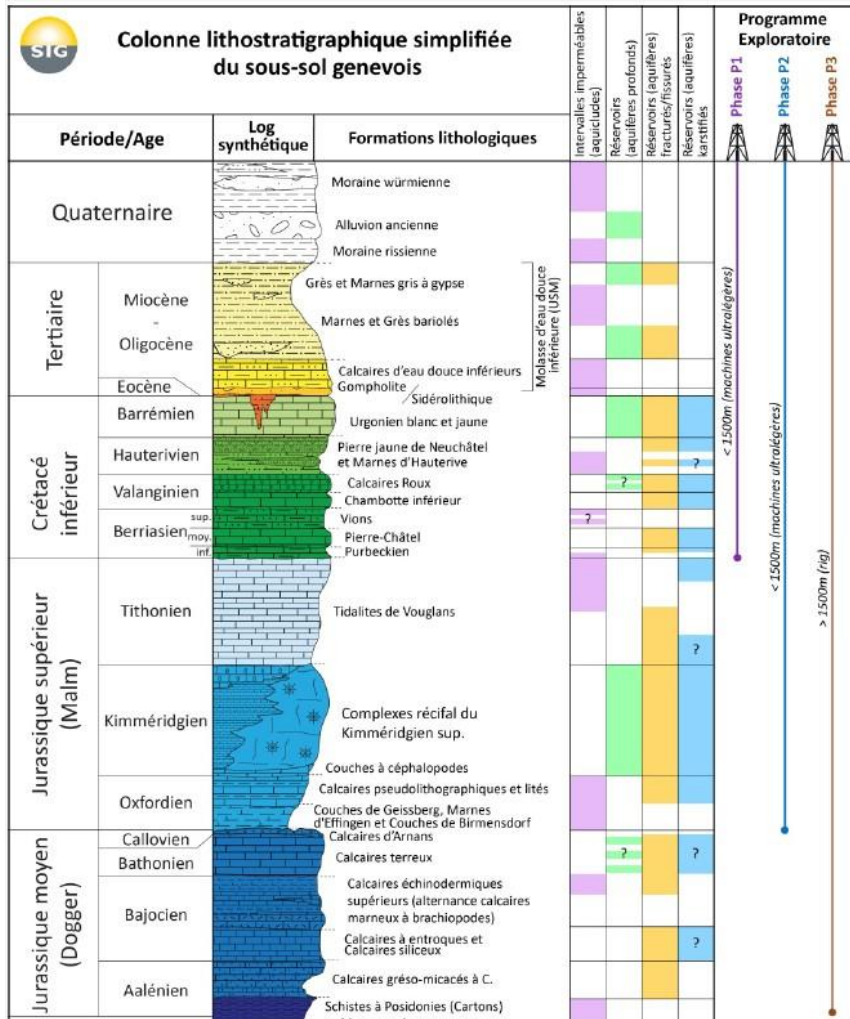 SIG
Colonne lithostratigraphique simplifiée
du sous-sol genevois
Programme
Exploratoire
Période/Age
Log
synthétique
Formations lithologiques
Intervalles imperméables
(aquicludes)
Réservoirs
(aquifères profonds)
Réservoirs (aquifères)
fracturés/fissurés
Réservoirs (aquifères)
karstifiés
Phase P1
Phase P2
Phase P3
Quaternaire
Moraine würmienne
Alluvion ancienne
Moraine rissienne
Tertiaire
Miocène
-
Oligocène
Eocène
Grès et Marnes gris à gypse
Marnes et Grès bariolés
Calcaires d'eau douce inférieurs
Gompholite
Sidérolithique
Molasse d'eau douce
inférieure (USM)
Crétacé
inférieur
Barrémien
Urgonien blanc et jaune
Hauterivien
Pierre jaune de Neuchâtel
et Marnes d'Hauterive
?
Valanginien
Calcaires Roux
?
Chambotte inférieur
Berriasien
sup.
moy.
inf.
Vions
?
Pierre-Châtel
Purbeckien
< 1500m (machines ultralégères)
< 1500m (machines ultralégères)
> 1500m (rig)
Jurassique supérieur
(Malm)
Tithonien
Tidalites de Vouglans
?
Kimméridgien
Complexes récifal du
Kimméridgien sup.
Couches à céphalopodes
Oxfordien
Calcaires pseudolithographiques et lités
Couches de Geissberg, Marnes
d'Effingen et Couches de Birmensdorf
Jurassique moyen
(Dogger)
Callovien
Calcaires d'Arnans
Bathonien
Calcaires terreux
?
?
Bajocien
Calcaires échinodermiques
supérieurs (alternance calcaires
marneux à brachiopodes)
Calcaires à entroques et
Calcaires siliceux
?
Aalénien
Calcaires gréso-micacés à C.
Schistes à Posidonies (Cartons)